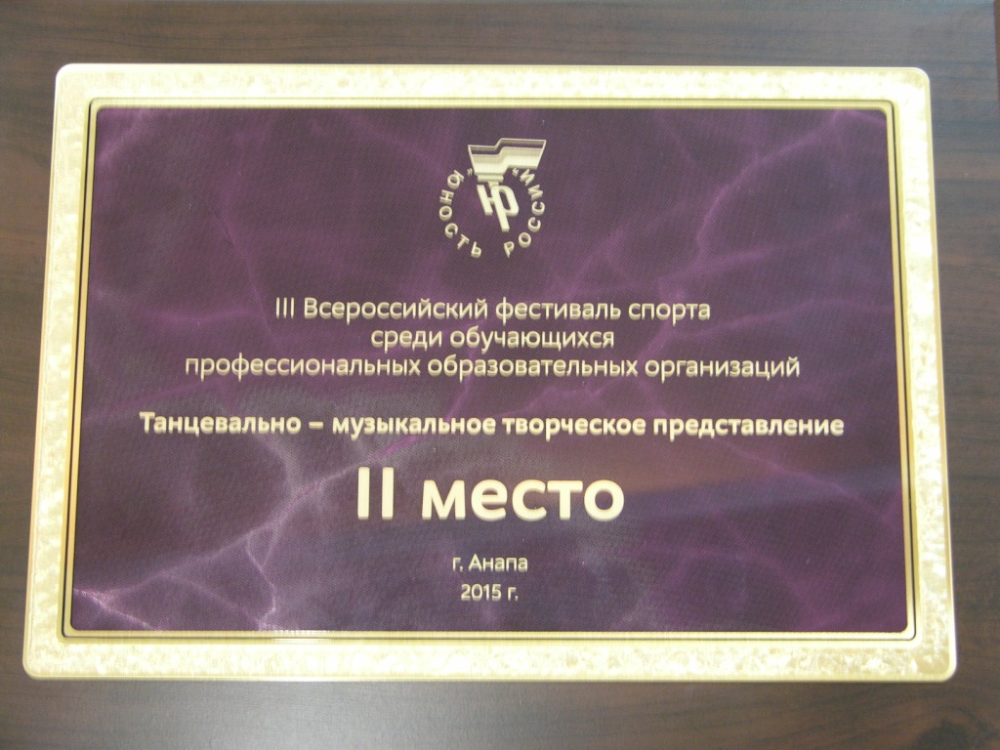 "ЮНОСТЬ РОССИИ"
ЮР
III Всероссийский фестиваль спорта
среди обучающихся
профессиональных образовательных организаций
Танцевально – музыкальное творческое представление
II место
г. Анапа
2015 г.